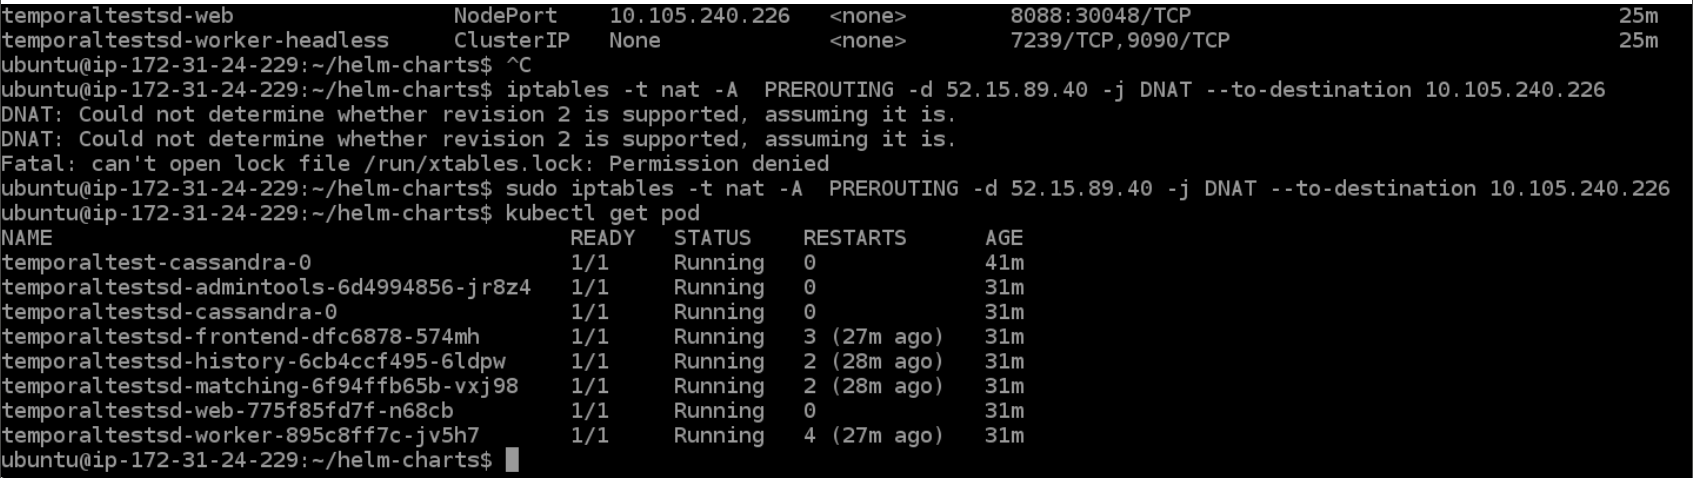 temporaltestsd-web NodePort 10.105.240.226 <none> 8088:30048/TCP 25m
temporaltestsd-worker-headless ClusterIP None <none> 7239/TCP,9090/TCP 25m
ubuntu@ip-172-31-24-229:~/helm-charts$ ^C
ubuntu@ip-172-31-24-229:~/helm-charts$ iptables -t nat -A  PREROUTING -d 52.15.89.40 -j DNAT --to-destination 10.105.240.226
DNAT: Could not determine whether revision 2 is supported, assuming it is.
DNAT: Could not determine whether revision 2 is supported, assuming it is.
Fatal: can't open lock file /run/xtables.lock: Permission denied
ubuntu@ip-172-31-24-229:~/helm-charts$ sudo iptables -t nat -A  PREROUTING -d 52.15.89.40 -j DNAT --to-destination 10.105.240.226
ubuntu@ip-172-31-24-229:~/helm-charts$ kubectl get pod
NAME READY STATUS RESTARTS AGE
temporaltest-cassandra-0 1/1 Running 0 41m
temporaltestsd-admintools-6d4994856-jr8z4 1/1 Running 0 31m
temporaltestsd-cassandra-0 1/1 Running 0 31m
temporaltestsd-frontend-dfc6878-574mh 1/1 Running 3 (27m ago) 31m
temporaltestsd-history-6cb4ccf495-6ldpw 1/1 Running 2 (28m ago) 31m
temporaltestsd-matching-6f94ffb65b-vxj98 1/1 Running 2 (28m ago) 31m
temporaltestsd-web-775f85fd7f-n68cb 1/1 Running 0 31m
temporaltestsd-worker-895c8ff7c-jv5h7 1/1 Running 4 (27m ago) 31m
ubuntu@ip-172-31-24-229:~/helm-charts$